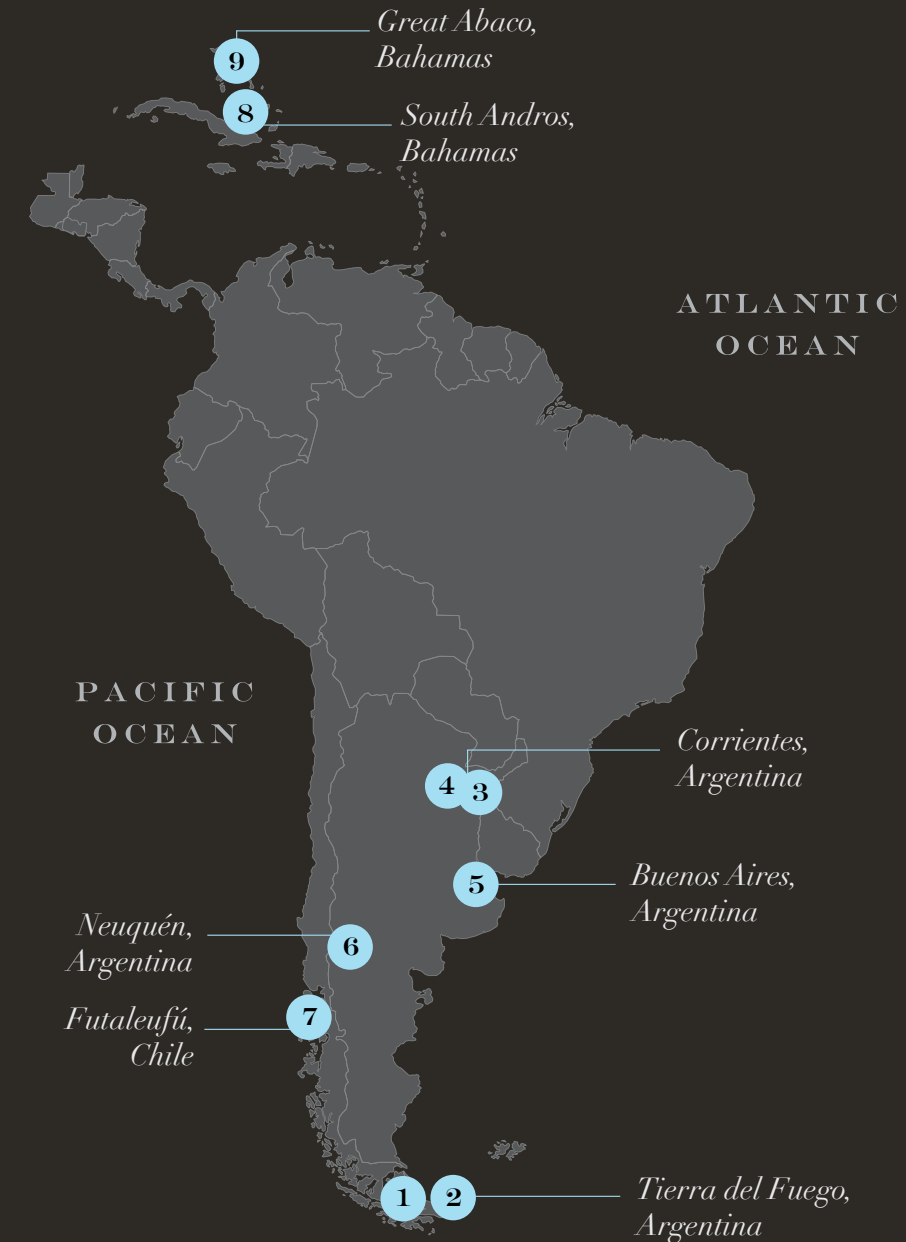 Great Abaco,
Bahamas
9
8
South Andros,
Bahamas
ATLANTIC
OCEAN
PACIFIC
OCEAN
Corrientes,
Argentina
4
3
5
Buenos Aires,
Argentina
Neuquén,
Argentina
6
Futaleufú,
Chile
7
1
2
Tierra del Fuego,
Argentina